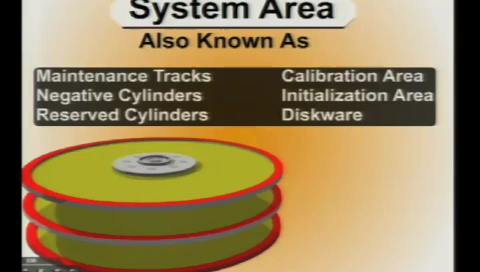 System Area
Also Known As
Maintenance Tracks Calibration Area
Negative Cylinders Initialization Area
Reserved Cylinders Diskware